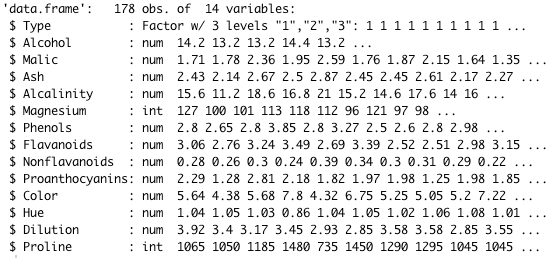 'data.frame':   178 obs. of  14 variables:
 $ Type           : Factor w/ 3 levels "1","2","3": 1 1 1 1 1 1 1 1 1 1 ...
 $ Alcohol        : num  14.2 13.2 13.2 14.4 13.2 ...
 $ Malic          : num  1.71 1.78 2.36 1.95 2.59 1.76 1.87 2.15 1.64 1.35 ...
 $ Ash            : num  2.43 2.14 2.67 2.5 2.87 2.45 2.45 2.61 2.17 2.27 ...
 $ Alcalinity     : num  15.6 11.2 18.6 16.8 21 15.2 14.6 17.6 14 16 ...
 $ Magnesium      : int  127 100 101 113 118 112 96 121 97 98 ...
 $ Phenols        : num  2.8 2.65 2.8 3.85 2.8 3.27 2.5 2.6 2.8 2.98 ...
 $ Flavanoids     : num  3.06 2.76 3.24 3.49 2.69 3.39 2.52 2.51 2.98 3.15 ...
 $ Nonflavanoids  : num  0.28 0.26 0.3 0.24 0.39 0.34 0.3 0.31 0.29 0.22 ...
 $ Proanthocyanins: num  2.29 1.28 2.81 2.18 1.82 1.97 1.98 1.25 1.98 1.85 ...
 $ Color          : num  5.64 4.38 5.68 7.8 4.32 6.75 5.25 5.05 5.2 7.22 ...
 $ Hue            : num  1.04 1.05 1.03 0.86 1.04 1.05 1.02 1.06 1.08 1.01 ...
 $ Dilution       : num  3.92 3.4 3.17 3.45 2.93 2.85 3.58 3.58 2.85 3.55 ...
 $ Proline        : int  1065 1050 1185 1480 735 1450 1290 1295 1045 1045 ...